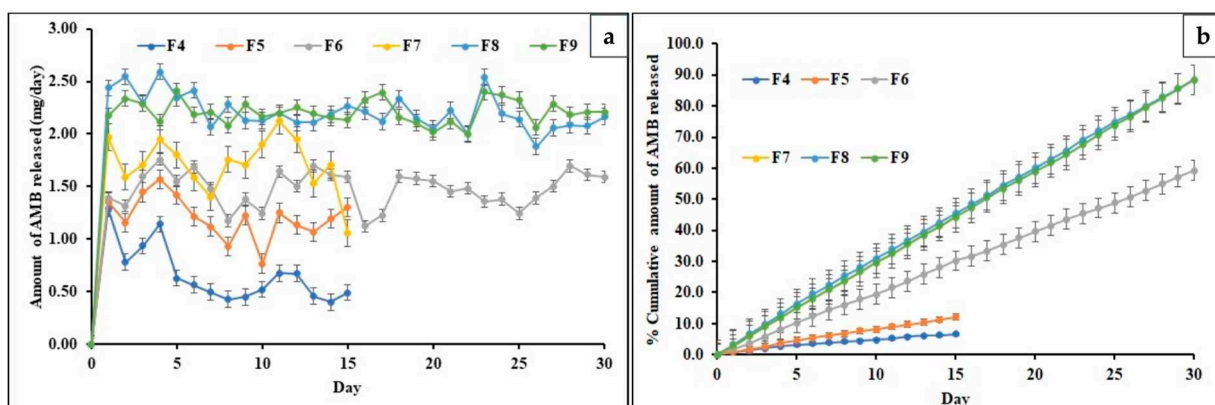 a
F4 F5 F6 F7 F8 F9
3.00
2.50
2.00
1.50
1.00
0.50
0.00
0 5 10 15 20 25 30
Amount of AMB released (mg/day)
Day
b
F4 F5 F6
F7 F8 F9
100.0
90.0
80.0
70.0
60.0
50.0
40.0
30.0
20.0
10.0
0.0
0 5 10 15 20 25 30
% Cumulative amount of AMB released
Day